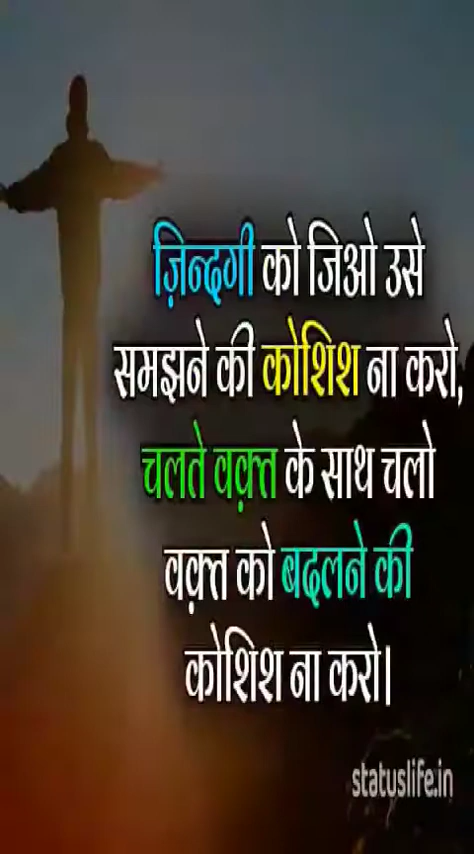 ज़िन्दगी को जिओ उसे
समझने की कोशिश ना करो,
चलते वक़्त के साथ चलो
वक़्त को बदलने की
कोशिश ना करो।
statuslife.in